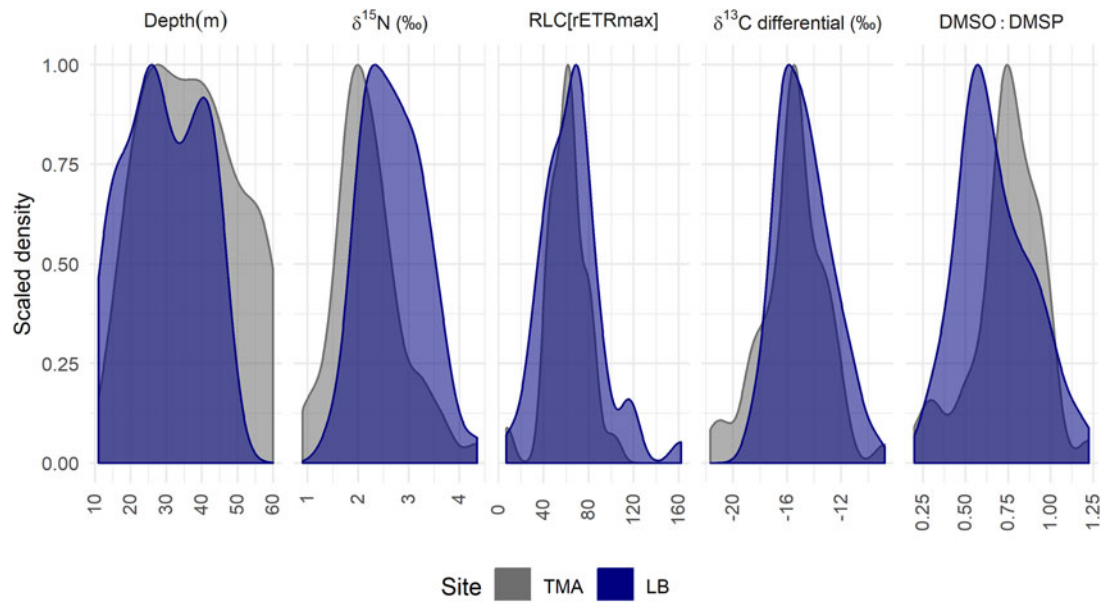 Depth(m) δ¹⁵N (‰) RLC[rETRmax] δ¹³C differential (‰) DMSO : DMSP
Scaled density
1.00
0.75
0.50
0.25
0.00
10 20 30 40 50 60 1 2 3 4 0 40 80 120 160 -20 -16 -12 0.25 0.50 0.75 1.00 1.25
Site TMA LB